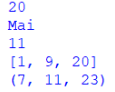 20
Mai
11
[1, 9, 20]
(7, 11, 23)